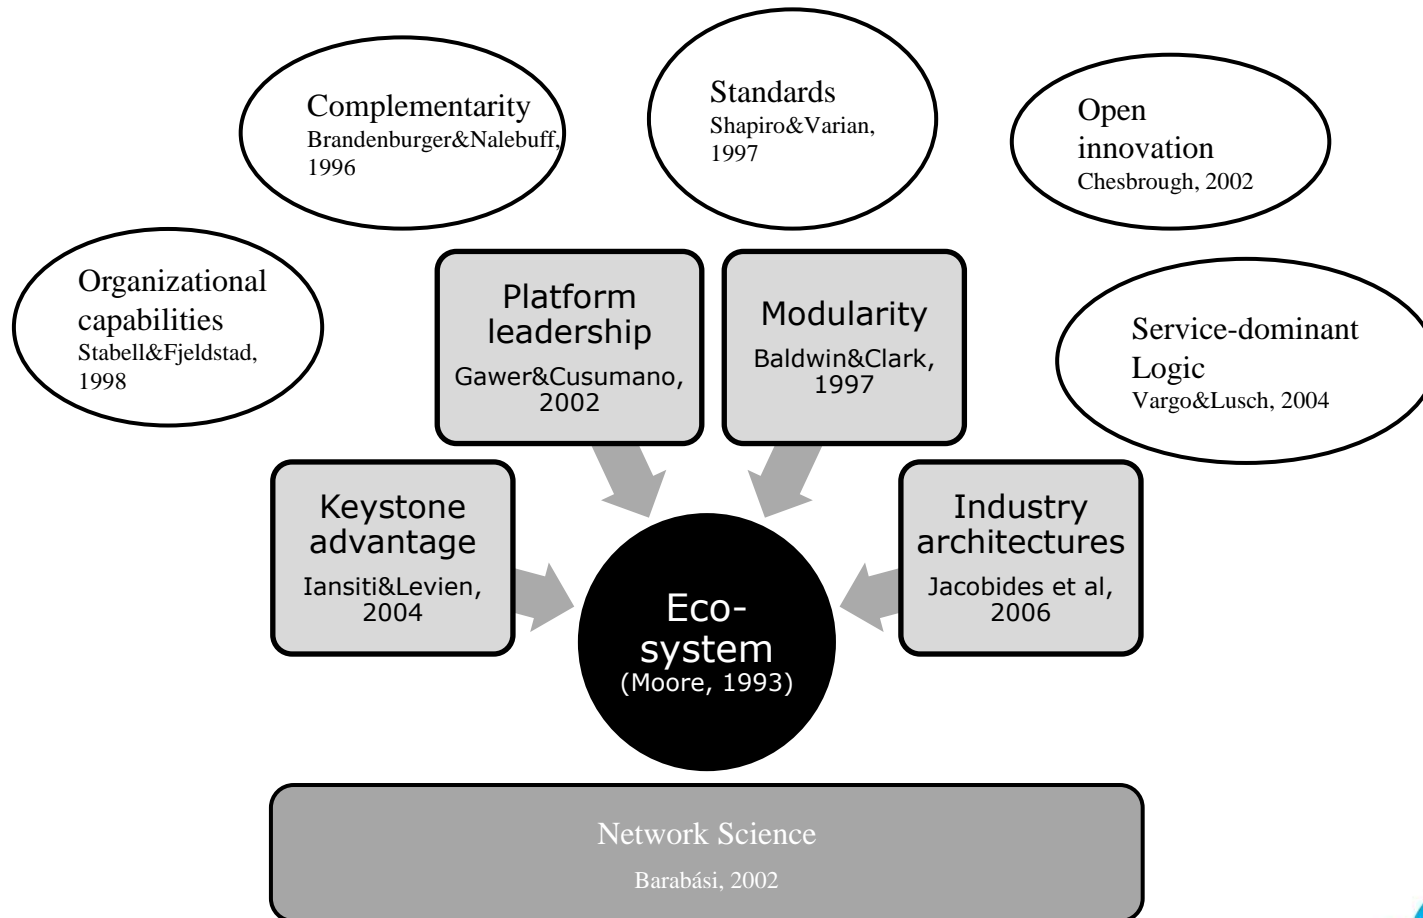 Complementarity
Brandenburger&Nalebuff,
1996
Standards
Shapiro&Varian,
1997
Open
innovation
Chesbrough, 2002
Organizational
capabilities
Stabell&Fjeldstad,
1998
Platform
leadership
Gawer&Cusumano,
2002
Modularity
Baldwin&Clark,
1997
Service-dominant
Logic
Vargo&Lusch, 2004
Keystone
advantage
Iansiti&Levien,
2004
Industry
architectures
Jacobides et al,
2006
Eco-
system
(Moore, 1993)
Network Science
Barabási, 2002